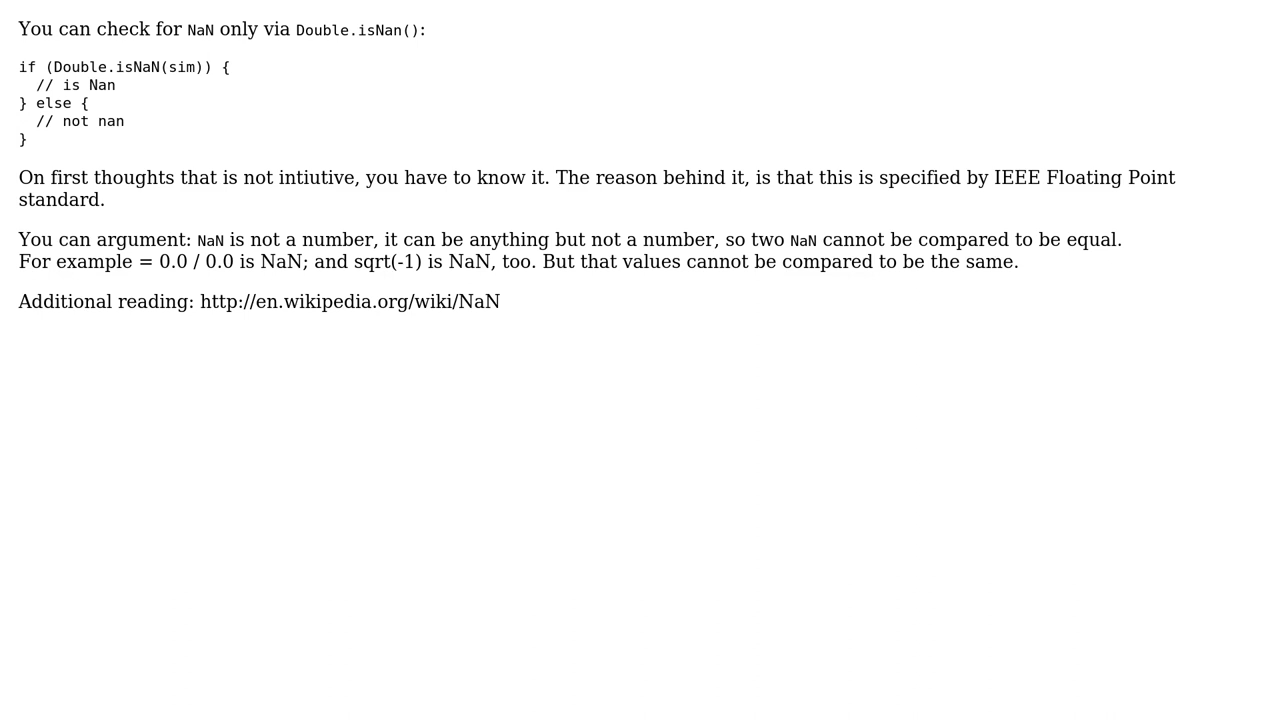 You can check for NaN only via Double.isNan():
if (Double.isNaN(sim)) {
  // is Nan
} else {
  // not nan
}
On first thoughts that is not intiutive, you have to know it. The reason behind it, is that this is specified by IEEE Floating Point
standard.
You can argument: NaN is not a number, it can be anything but not a number, so two NaN cannot be compared to be equal.
For example = 0.0 / 0.0 is NaN; and sqrt(-1) is NaN, too. But that values cannot be compared to be the same.
Additional reading: http://en.wikipedia.org/wiki/NaN